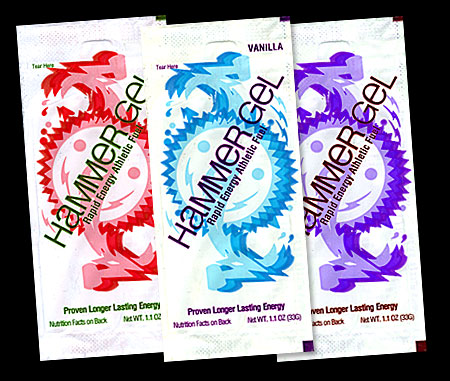 Tear Here
HaMMeR GeL
Rapid Energy Athletic Fuel
Proven Longer Lasting Energy
Nutrition Facts on Back Net WT. 1.1 OZ
VANILLA
HaMMeR GeL
Rapid Energy Athletic Fuel
Proven Longer Lasting Energy
Nutrition Facts on Back Net WT. 1.1 OZ (33G)
HaMMeR GeL
Rapid Energy Athletic Fuel
Lasting Energy
Net WT. 1.1 OZ (33G)